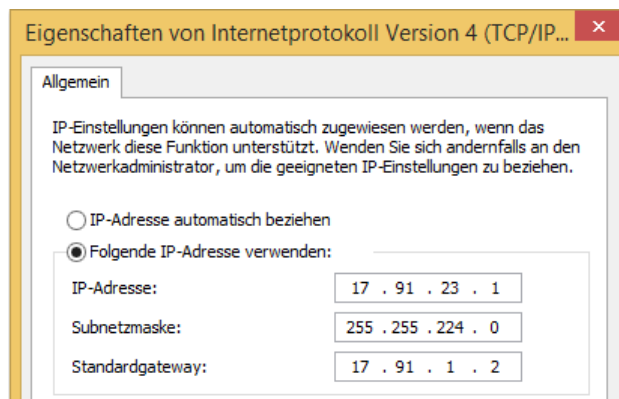 Eigenschaften von Internetprotokoll Version 4 (TCP/IP...
Allgemein
IP-Einstellungen können automatisch zugewiesen werden, wenn das
Netzwerk diese Funktion unterstützt. Wenden Sie sich andernfalls an den
Netzwerkadministrator, um die geeigneten IP-Einstellungen zu beziehen.
IP-Adresse automatisch beziehen
Folgende IP-Adresse verwenden:
IP-Adresse: 17 . 91 . 23 . 1
Subnetzmaske: 255 . 255 . 224 . 0
Standardgateway: 17 . 91 . 1 . 2